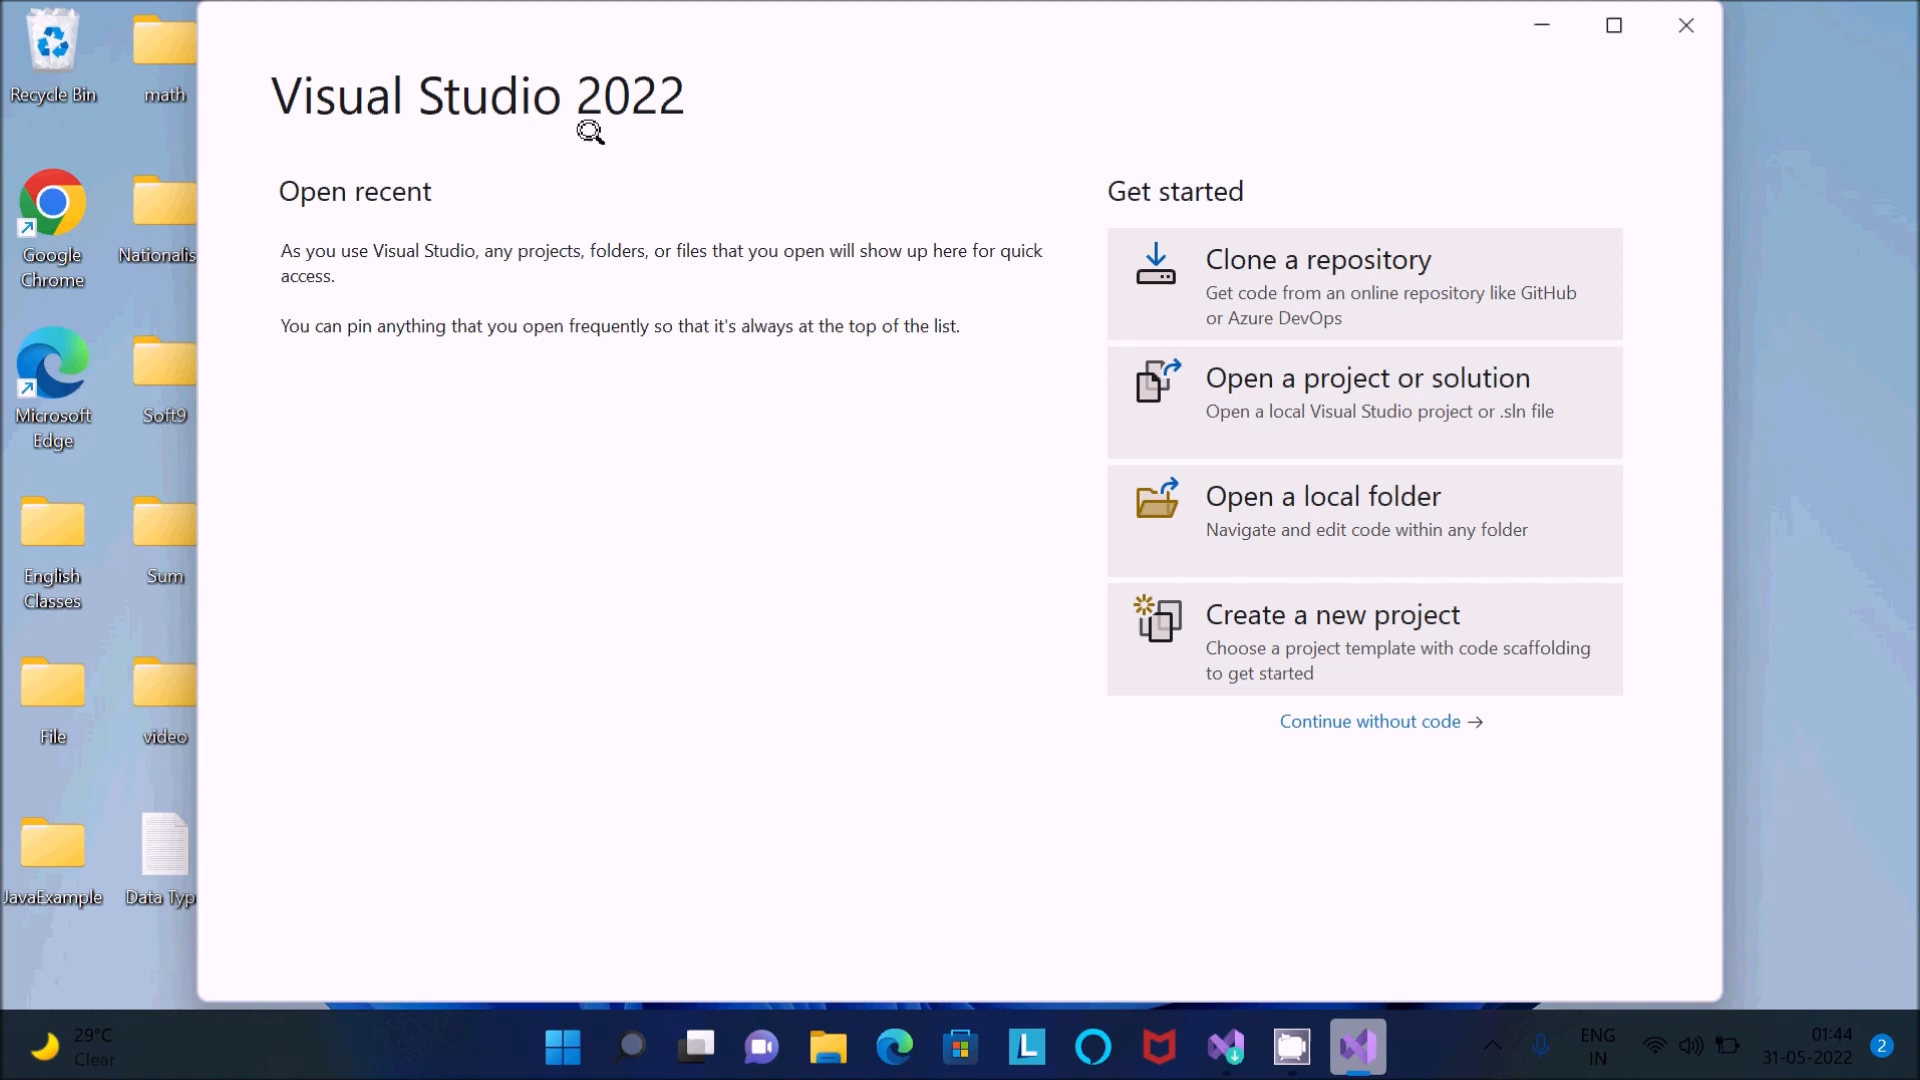 Recycle Bin
math
Google
Chrome
Nationalis
Microsoft
Edge
Soft9
English
Classes
Sum
File
video
JavaExample
Data Typ
Visual Studio 2022
Open recent
As you use Visual Studio, any projects, folders, or files that you open will show up here for quick
access.
You can pin anything that you open frequently so that it's always at the top of the list.
Get started
Clone a repository
Get code from an online repository like GitHub
or Azure DevOps
Open a project or solution
Open a local Visual Studio project or .sln file
Open a local folder
Navigate and edit code within any folder
Create a new project
Choose a project template with code scaffolding
to get started
Continue without code →
29°C
Clear
L
ENG
IN
01:44
31-05-2022
2